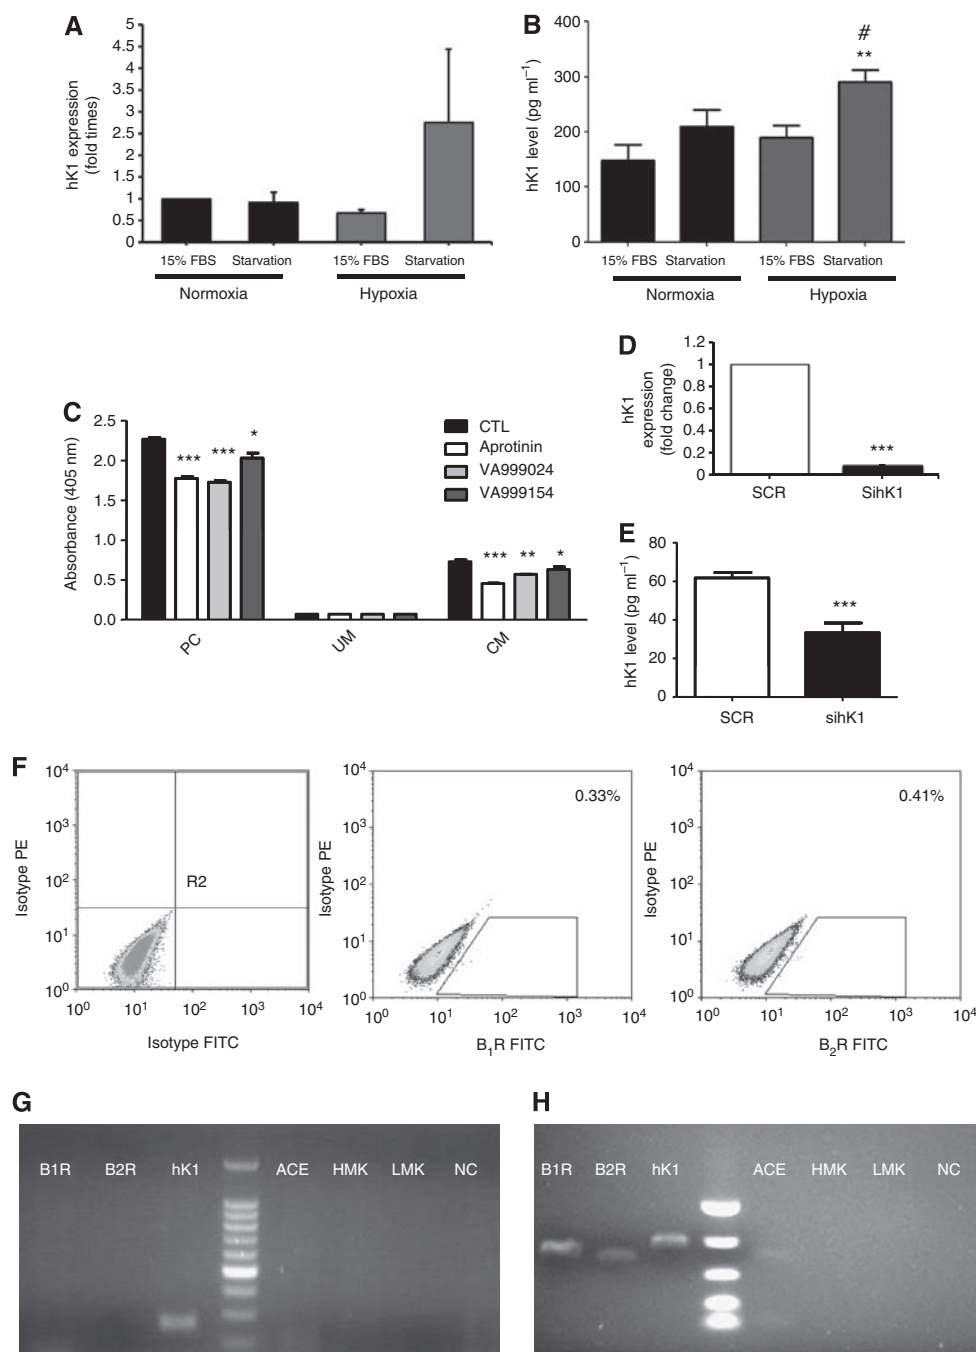 A
hK1 expression
(fold times)
5
4.5
4
3.5
3
2.5
2
1.5
1
0.5
0
15% FBS Starvation 15% FBS Starvation
Normoxia Hypoxia
B
hK1 level (pg ml⁻¹)
400
300
200
100
0
#
**
15% FBS Starvation 15% FBS Starvation
Normoxia Hypoxia
C
Absorbance (405 nm)
2.5
2.0
1.5
1.0
0.5
0.0
*** *** *
*** ** *
CTL
Aprotinin
VA999024
VA999154
PC UM CM
D
hK1
expression
(fold change)
1.2
1
0.8
0.6
0.4
0.2
0
***
SCR SihK1
E
hK1 level (pg ml⁻¹)
80
60
40
20
0
***
SCR sihK1
F
Isotype PE
10⁴
10³
10²
10¹
10⁰
R2
10⁰ 10¹ 10² 10³ 10⁴
Isotype FITC
Isotype PE
10⁴
10³
10²
10¹
10⁰
0.33%
10⁰ 10¹ 10² 10³ 10⁴
B₁R FITC
Isotype PE
10⁴
10³
10²
10¹
10⁰
0.41%
10⁰ 10¹ 10² 10³ 10⁴
B₂R FITC
G
B1R B2R hK1 ACE HMK LMK NC
H
B1R B2R hK1 ACE HMK LMK NC